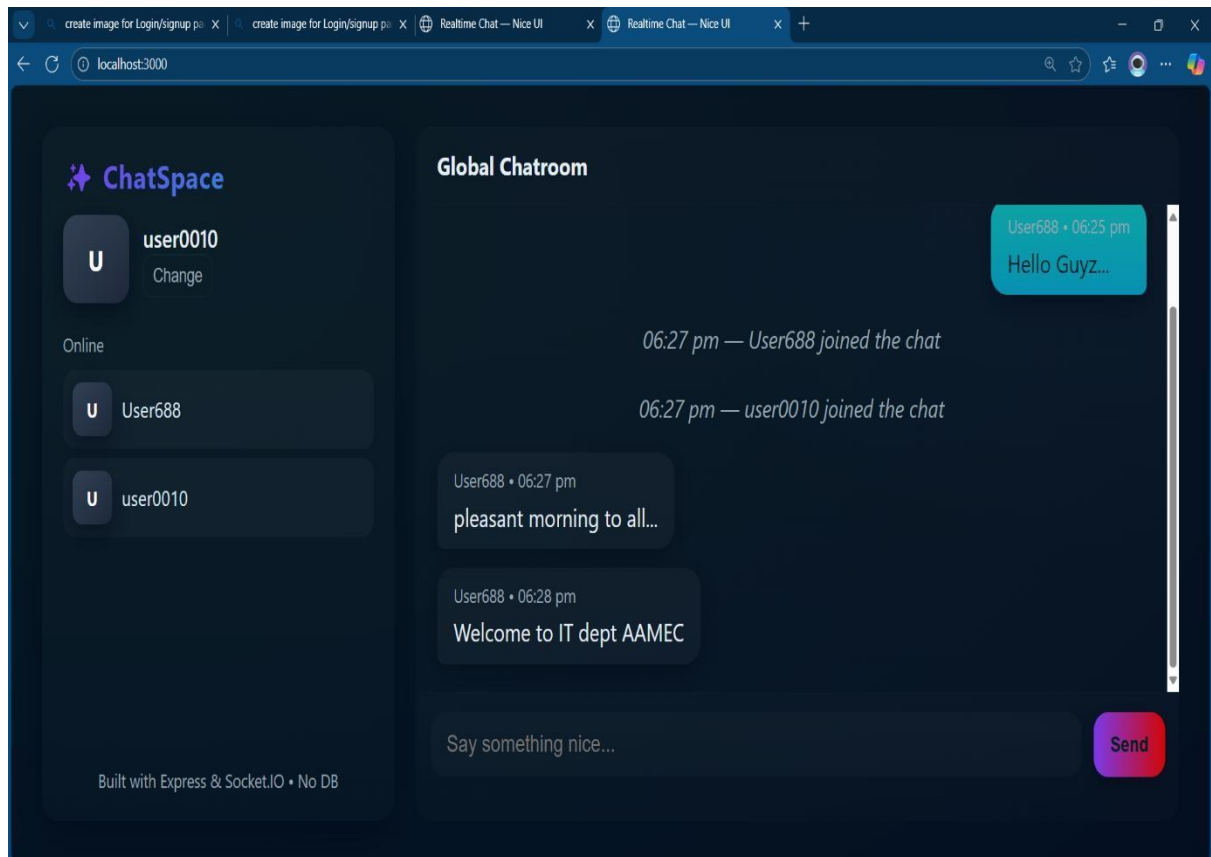 create image for Login/signup pa
create image for Login/signup pa
Realtime Chat — Nice UI
Realtime Chat — Nice UI
localhost:3000
ChatSpace
U
user0010
Change
Online
U User688
U user0010
Built with Express & Socket.IO • No DB
Global Chatroom
User688 • 06:25 pm
Hello Guyz...
06:27 pm — User688 joined the chat
06:27 pm — user0010 joined the chat
User688 • 06:27 pm
pleasant morning to all...
User688 • 06:28 pm
Welcome to IT dept AAMEC
Say something nice...
Send